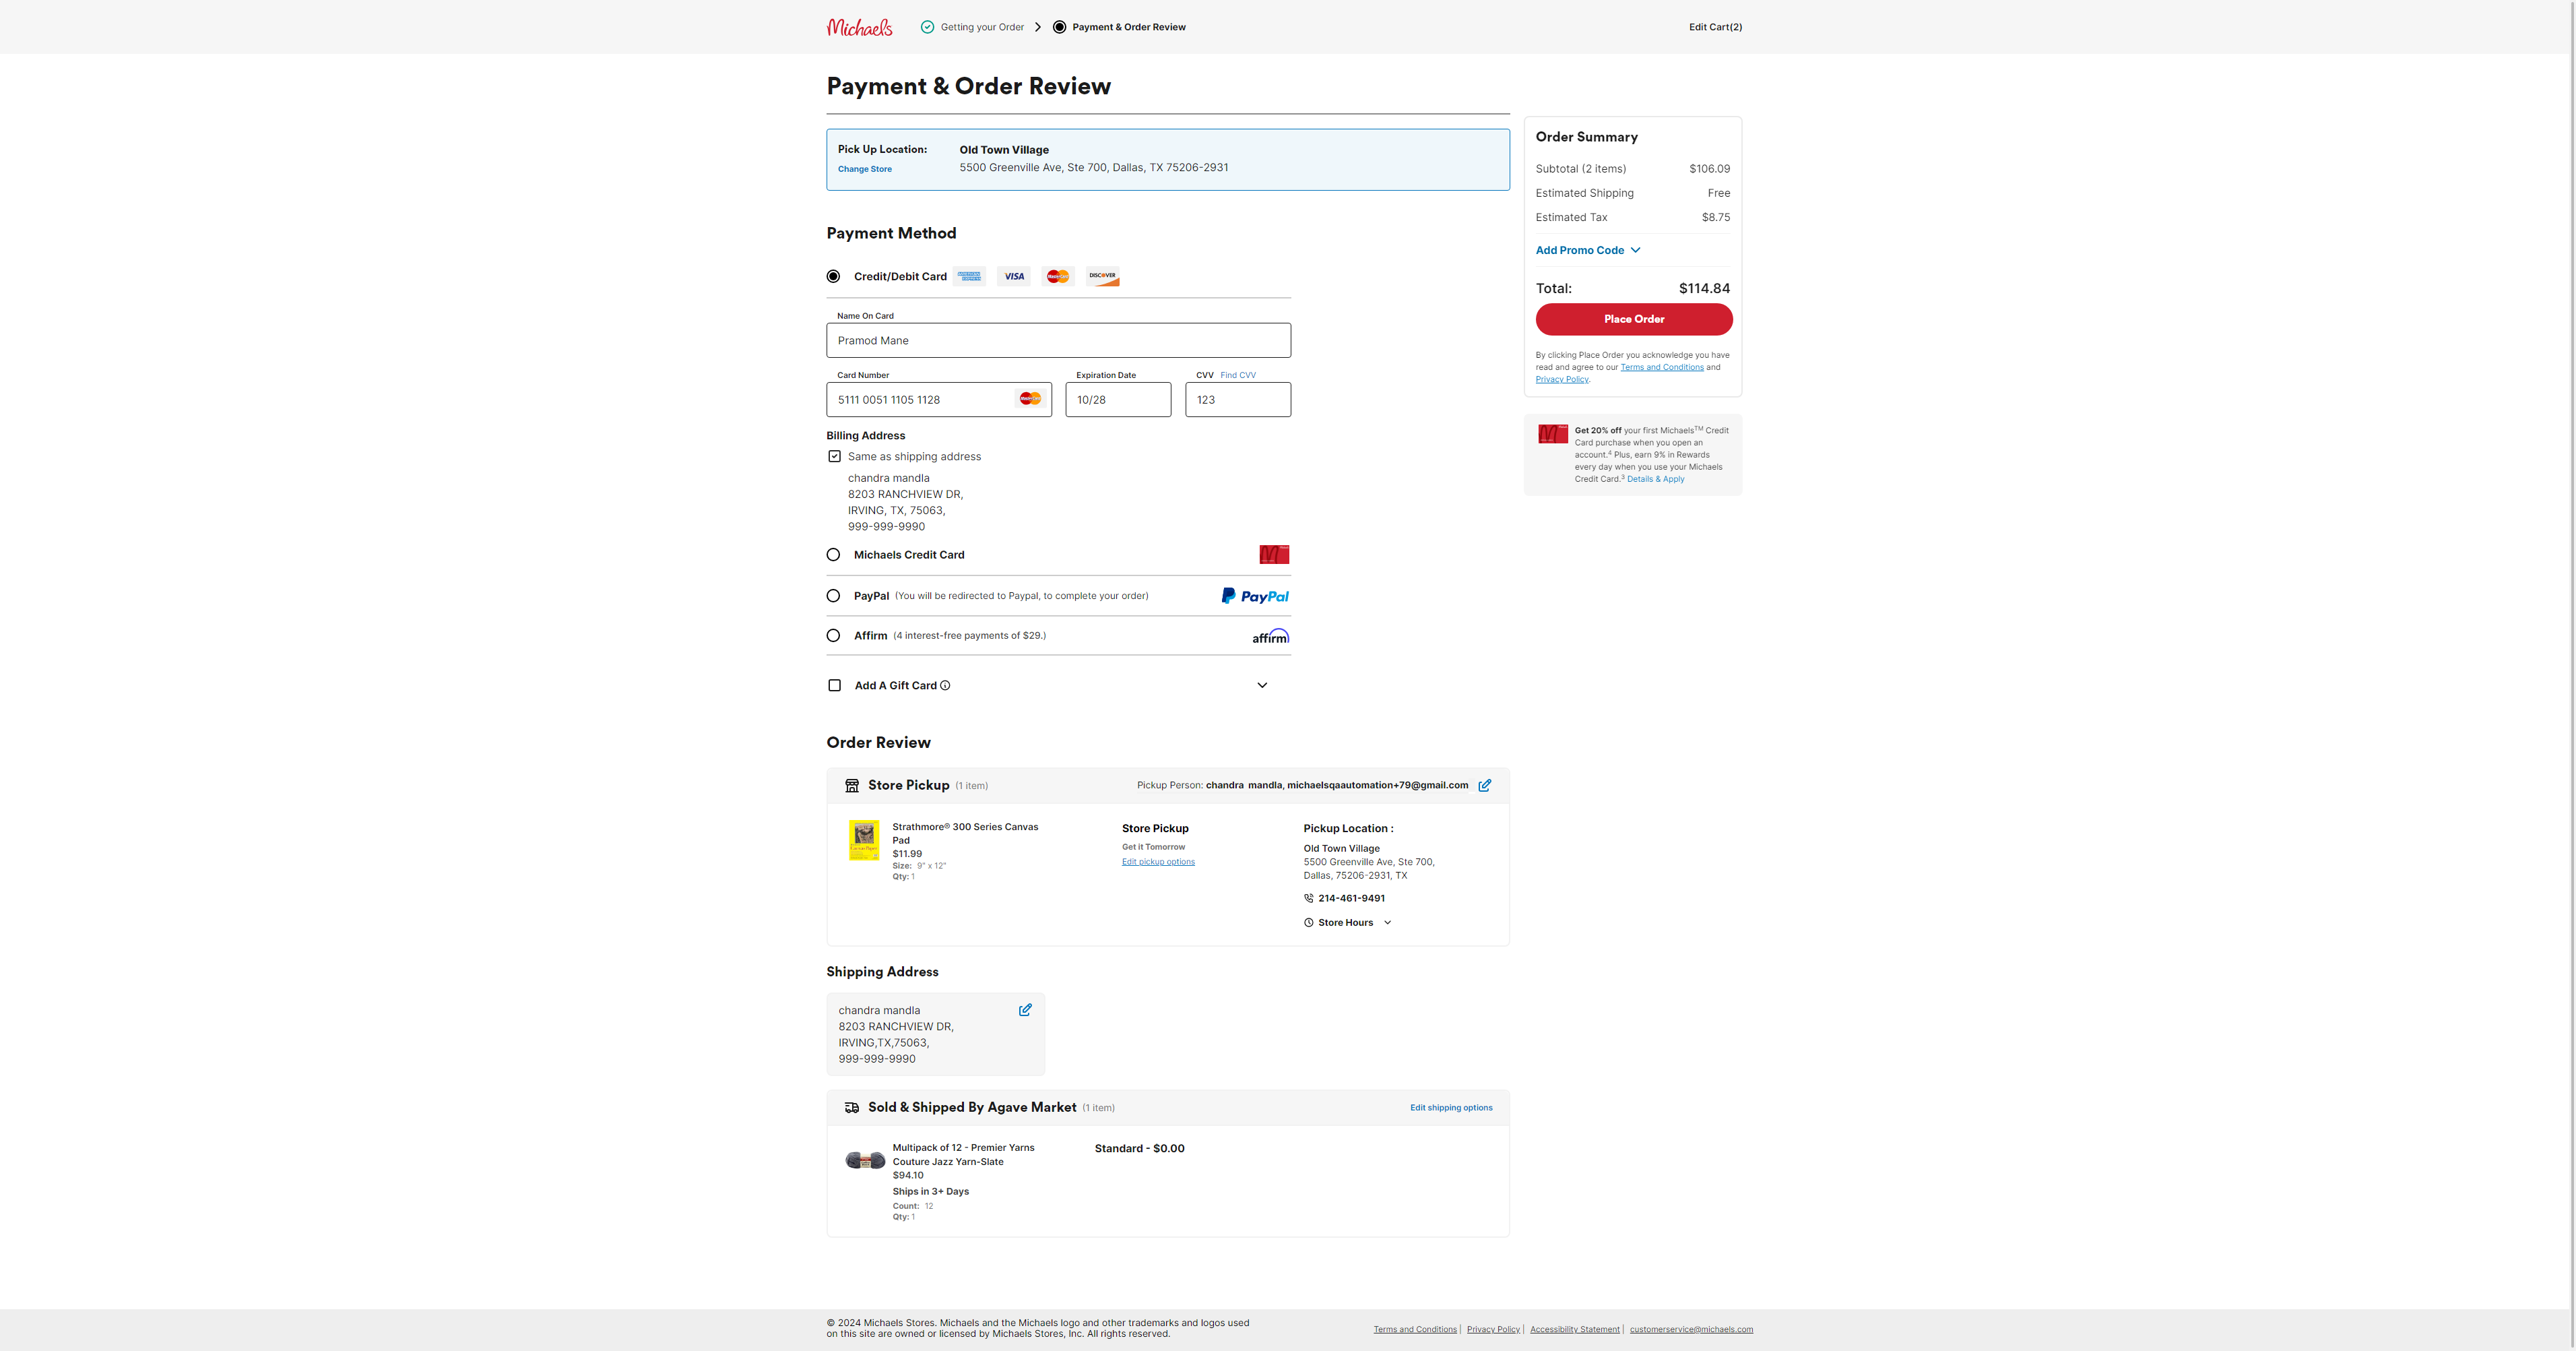 Michaels
Getting your Order
Payment & Order Review
Edit Cart(2)
Payment & Order Review
Pick Up Location:
Change Store
Old Town Village
5500 Greenville Ave, Ste 700, Dallas, TX 75206-2931
Order Summary
Subtotal (2 items) $106.09
Estimated Shipping Free
Estimated Tax $8.75
Add Promo Code
Total: $114.84
Place Order
By clicking Place Order you acknowledge you have
read and agree to our Terms and Conditions and
Privacy Policy.
Get 20% off your first Michaels™ Credit
Card purchase when you open an
account.⁴ Plus, earn 9% in Rewards
every day when you use your Michaels
Credit Card.³ Details & Apply
Payment Method
Credit/Debit Card VISA DISCOVER
Name On Card
Pramod Mane
Card Number
5111 0051 1105 1128
Expiration Date
10/28
CVV Find CVV
123
Billing Address
Same as shipping address
chandra mandla
8203 RANCHVIEW DR,
IRVING, TX, 75063,
999-999-9990
Michaels Credit Card
PayPal (You will be redirected to Paypal, to complete your order) PayPal
Affirm (4 interest-free payments of $29.) affirm
Add A Gift Card
Order Review
Store Pickup (1 item)
Pickup Person: chandra mandla, michaelsqaautomation+79@gmail.com
Strathmore® 300 Series Canvas
Pad
$11.99
Size: 9" x 12"
Qty: 1
Store Pickup
Get it Tomorrow
Edit pickup options
Pickup Location :
Old Town Village
5500 Greenville Ave, Ste 700,
Dallas, 75206-2931, TX
214-461-9491
Store Hours
Shipping Address
chandra mandla
8203 RANCHVIEW DR,
IRVING,TX,75063,
999-999-9990
Sold & Shipped By Agave Market (1 item)
Edit shipping options
Multipack of 12 - Premier Yarns
Couture Jazz Yarn-Slate
$94.10
Ships in 3+ Days
Count: 12
Qty: 1
Standard - $0.00
© 2024 Michaels Stores. Michaels and the Michaels logo and other trademarks and logos used
on this site are owned or licensed by Michaels Stores, Inc. All rights reserved.
Terms and Conditions | Privacy Policy | Accessibility Statement | customerservice@michaels.com